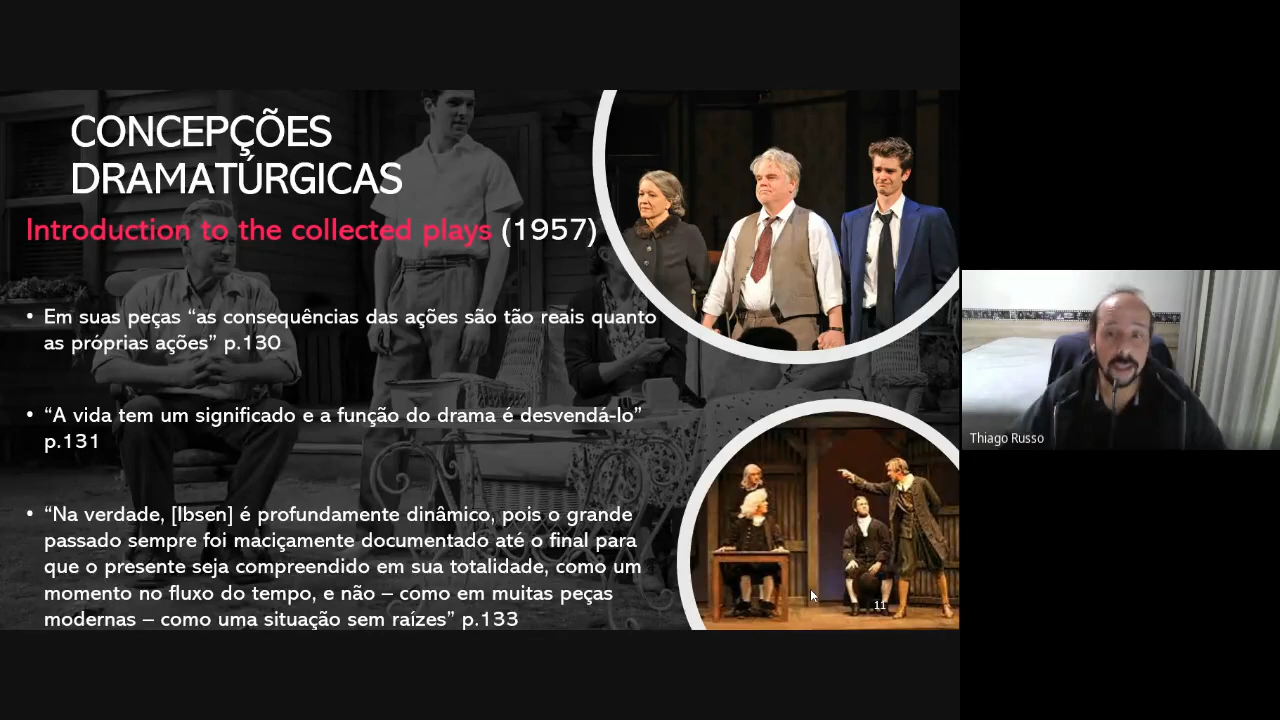 CONCEPÇÕES
DRAMATÚRGICAS
Introduction to the collected plays (1957)
• Em suas peças “as consequências das ações são tão reais quanto
as próprias ações” p.130
• “A vida tem um significado e a função do drama é desvendá-lo”
p.131
• “Na verdade, [Ibsen] é profundamente dinâmico, pois o grande
passado sempre foi maciçamente documentado até o final para
que o presente seja compreendido em sua totalidade, como um
momento no fluxo do tempo, e não – como em muitas peças
modernas – como uma situação sem raízes” p.133
11
Thiago Russo